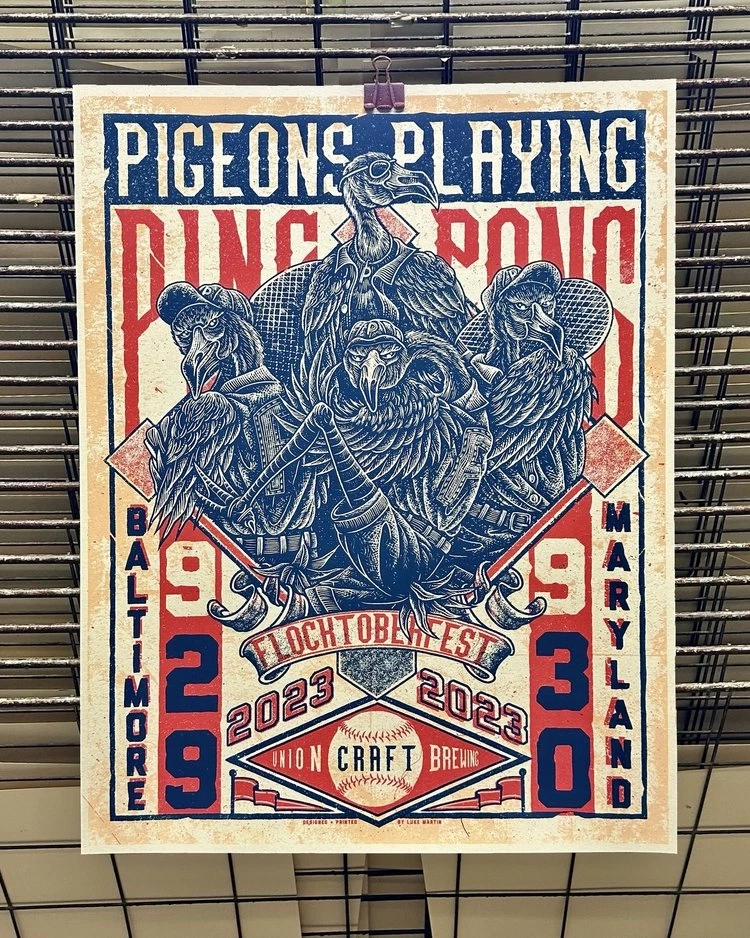 PIGEONS PLAYING
PING PONG
P
P
BALTIMORE
MARYLAND
9
29
9
30
FLOCKTOBERFEST
2023 2023
UNION CRAFT BREWING
DESIGNED + PRINTED BY LUKE MARTIN